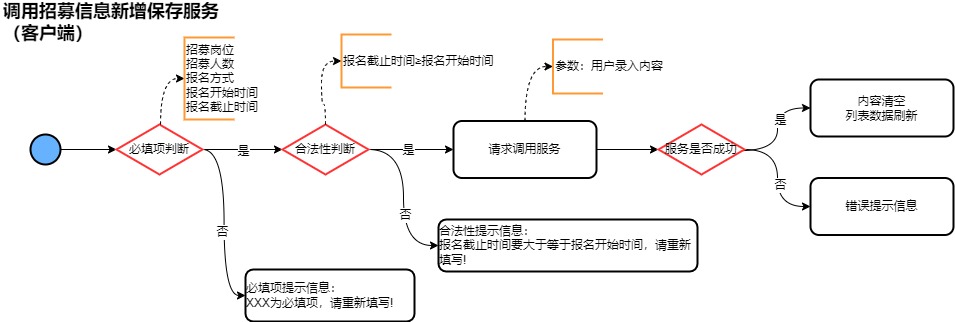 调用招募信息新增保存服务
（客户端）
招募岗位
招募人数
报名方式
报名开始时间
报名截止时间
报名截止时间≥报名开始时间
参数：用户录入内容
必填项判断
是
合法性判断
是
请求调用服务
服务是否成功
是
内容清空
列表数据刷新
否
错误提示信息
否
合法性提示信息：
报名截止时间要大于等于报名开始时间，请重新
填写!
否
必填项提示信息：
XXX为必填项，请重新填写!